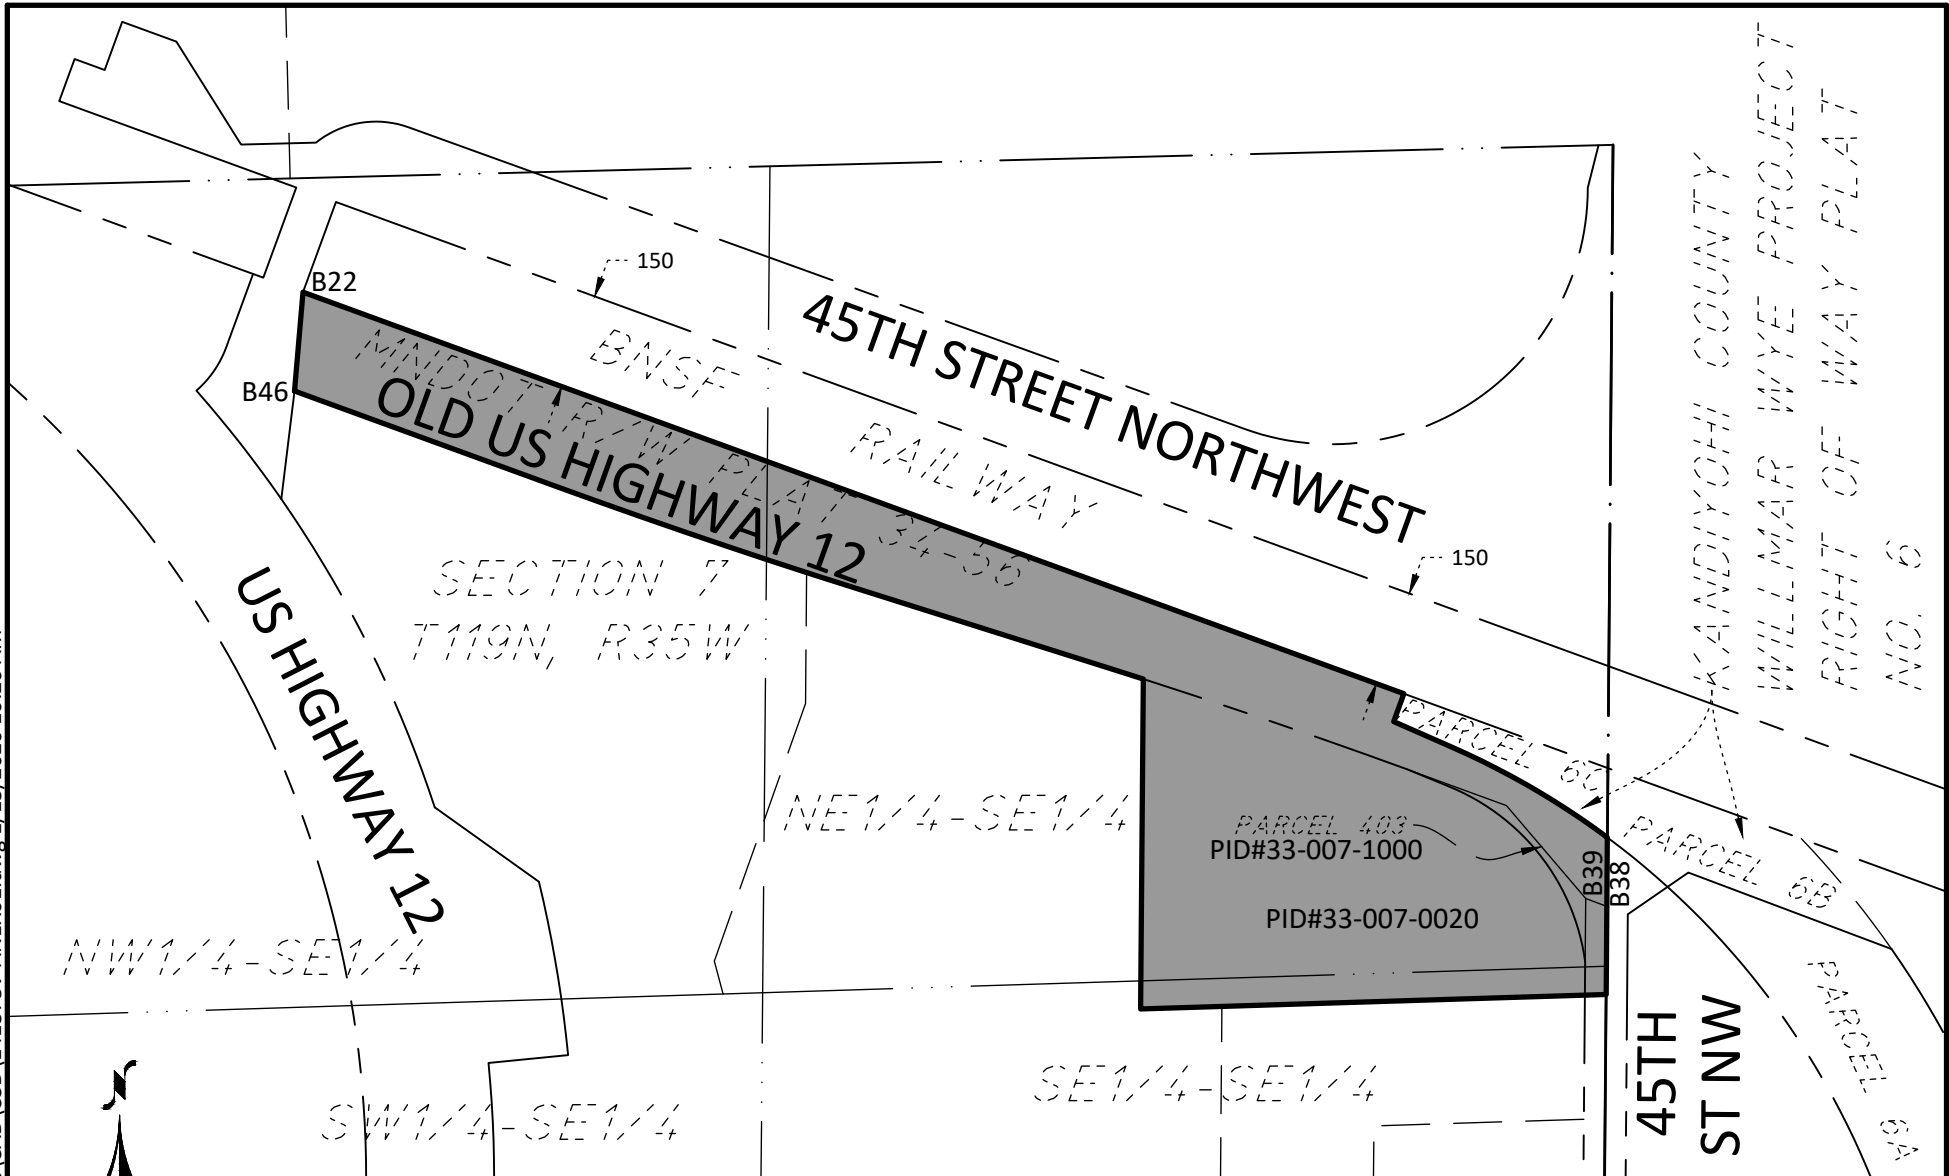 B22
150
45TH STREET NORTHWEST
BNSF
RAILWAY
MNDOT R/W PLAT 34-56
B46
OLD US HIGHWAY 12
150
KANDIYOHI COUNTY
WILLMAR WYE PROJECT
RIGHT OF WAY PLAT
NO. 6
SECTION 7
T119N, R35W
US HIGHWAY 12
PARCEL 6C
NE1/4-SE1/4
PARCEL 403
PID#33-007-1000
B39
B38
PARCEL 6B
PID#33-007-0020
NW1/4-SE1/4
PARCEL 6A
45TH
ST NW
SE1/4-SE1/4
SW1/4-SE1/4
N